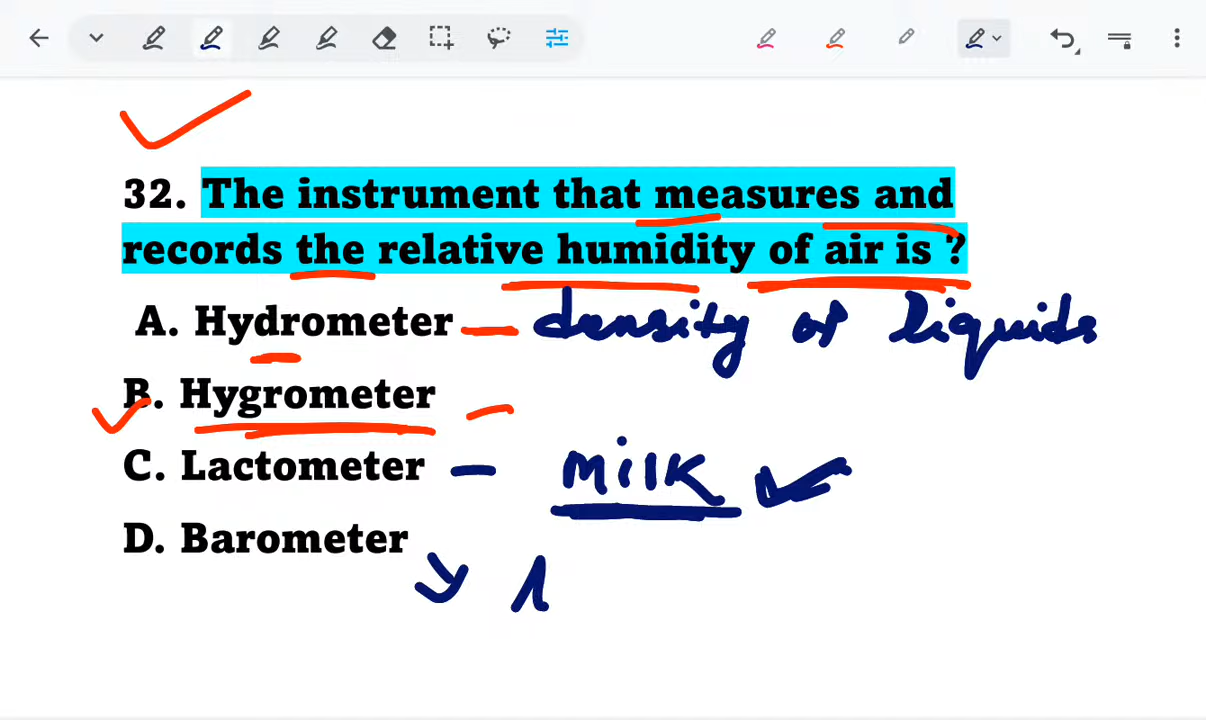 32. The instrument that measures and
records the relative humidity of air is ?
A. Hydrometer — density of liquids
B. Hygrometer —
C. Lactometer — Milk
D. Barometer